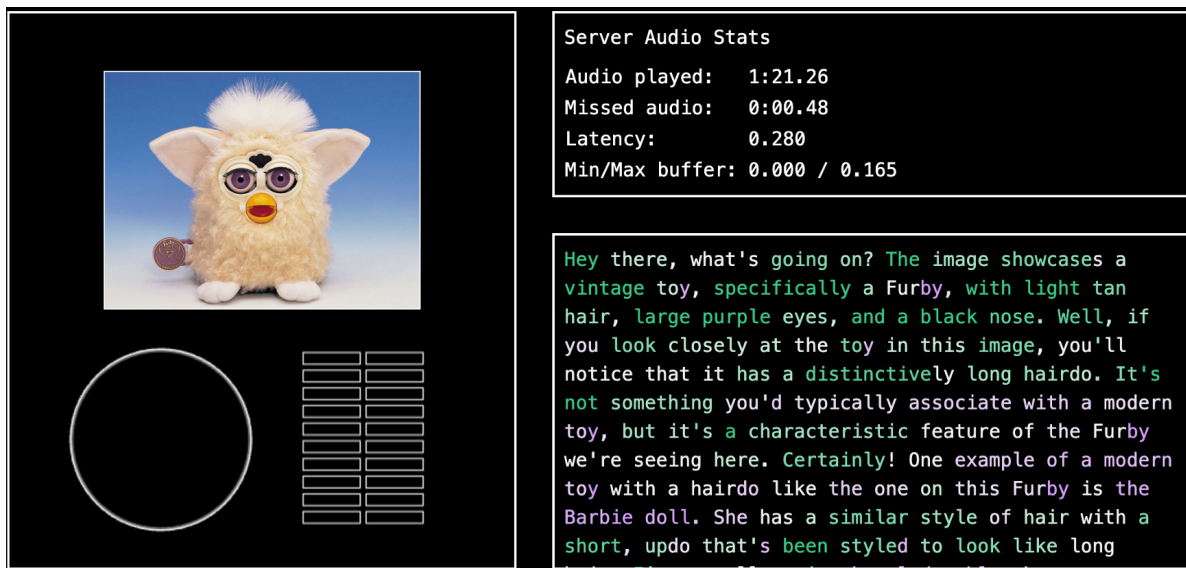 Server Audio Stats
Audio played: 1:21.26
Missed audio: 0:00.48
Latency: 0.280
Min/Max buffer: 0.000 / 0.165
Hey there, what's going on? The image showcases a
vintage toy, specifically a Furby, with light tan
hair, large purple eyes, and a black nose. Well, if
you look closely at the toy in this image, you'll
notice that it has a distinctively long hairdo. It's
not something you'd typically associate with a modern
toy, but it's a characteristic feature of the Furby
we're seeing here. Certainly! One example of a modern
toy with a hairdo like the one on this Furby is the
Barbie doll. She has a similar style of hair with a
short, updo that's been styled to look like long